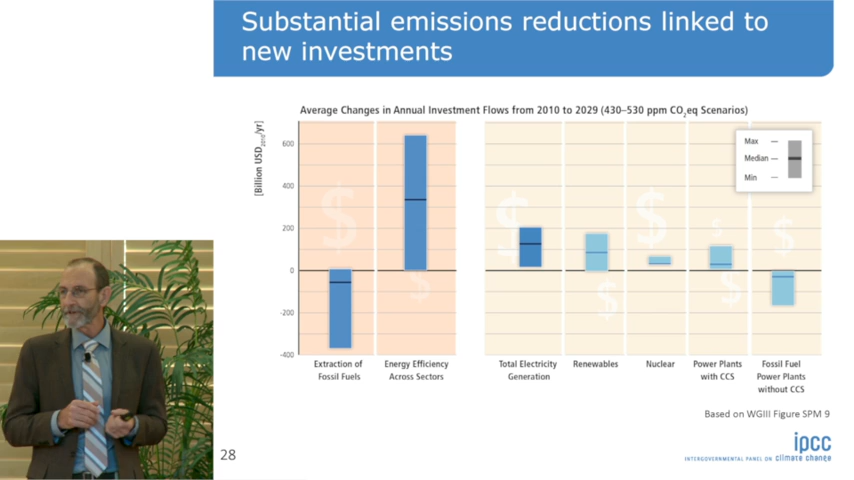 Substantial emissions reductions linked to
new investments
Average Changes in Annual Investment Flows from 2010 to 2029 (430–530 ppm CO₂eq Scenarios)
[Billion USD₂₀₁₀/yr]
600
400
200
0
-200
-400
Max
Median
Min
Extraction of
Fossil Fuels
Energy Efficiency
Across Sectors
Total Electricity
Generation
Renewables
Nuclear
Power Plants
with CCS
Fossil Fuel
Power Plants
without CCS
Based on WGIII Figure SPM 9
28
ipcc
INTERGOVERNMENTAL PANEL ON climate change